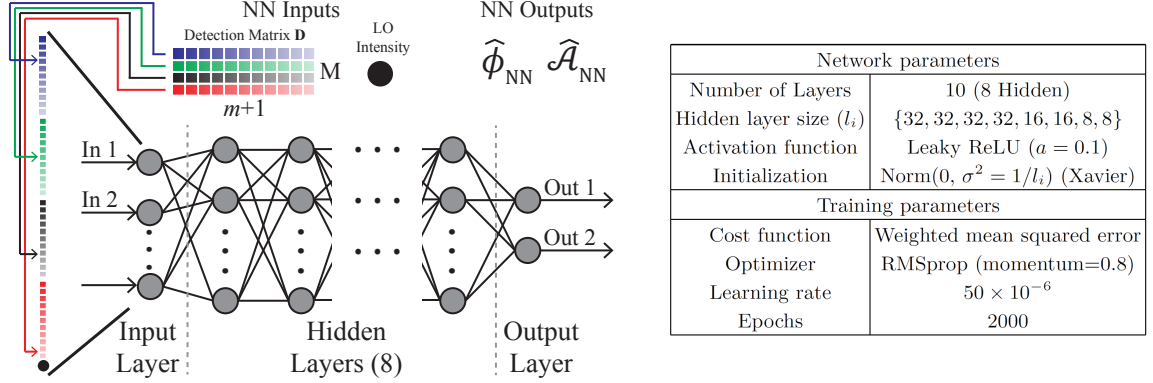 NN Inputs
NN Outputs
Detection Matrix D
LO
Intensity
M
m+1
ϕ̂NN ÂNN
In 1
In 2
Out 1
Out 2
Input
Layer
Hidden
Layers (8)
Output
Layer
Network parameters
Number of Layers 10 (8 Hidden)
Hidden layer size (lᵢ) {32, 32, 32, 32, 16, 16, 8, 8}
Activation function Leaky ReLU (a = 0.1)
Initialization Norm(0, σ² = 1/lᵢ) (Xavier)
Training parameters
Cost function Weighted mean squared error
Optimizer RMSprop (momentum=0.8)
Learning rate 50 × 10⁻⁶
Epochs 2000